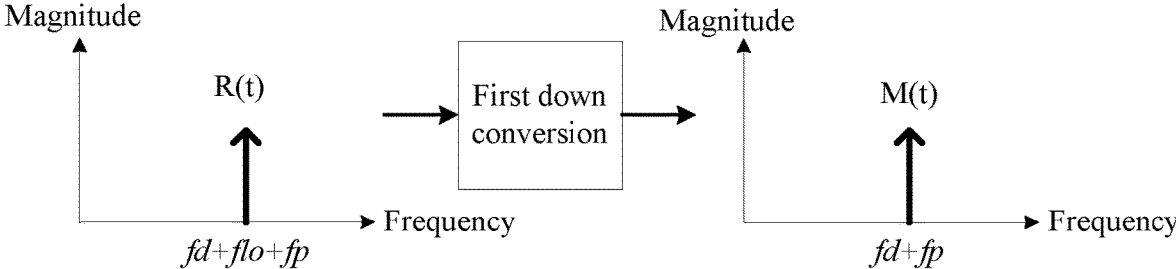 Magnitude
R(t)
Frequency
fd+flo+fp
First down
conversion
Magnitude
M(t)
Frequency
fd+fp